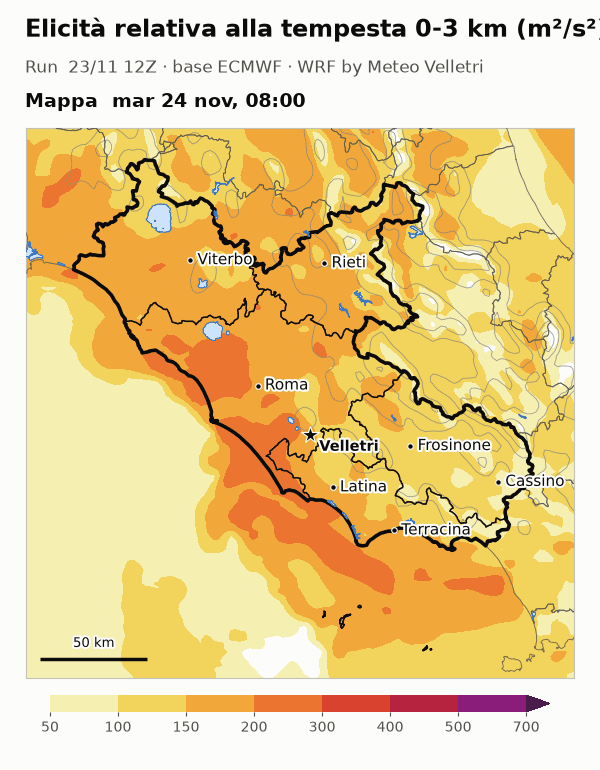 Elicità relativa alla tempesta 0-3 km (m²/s²)
Run 23/11 12Z · base ECMWF · WRF by Meteo Velletri
Mappa mar 24 nov, 08:00
Viterbo
Rieti
Roma
Velletri
Frosinone
Latina
Cassino
Terracina
50 km
50 100 150 200 300 400 500 700